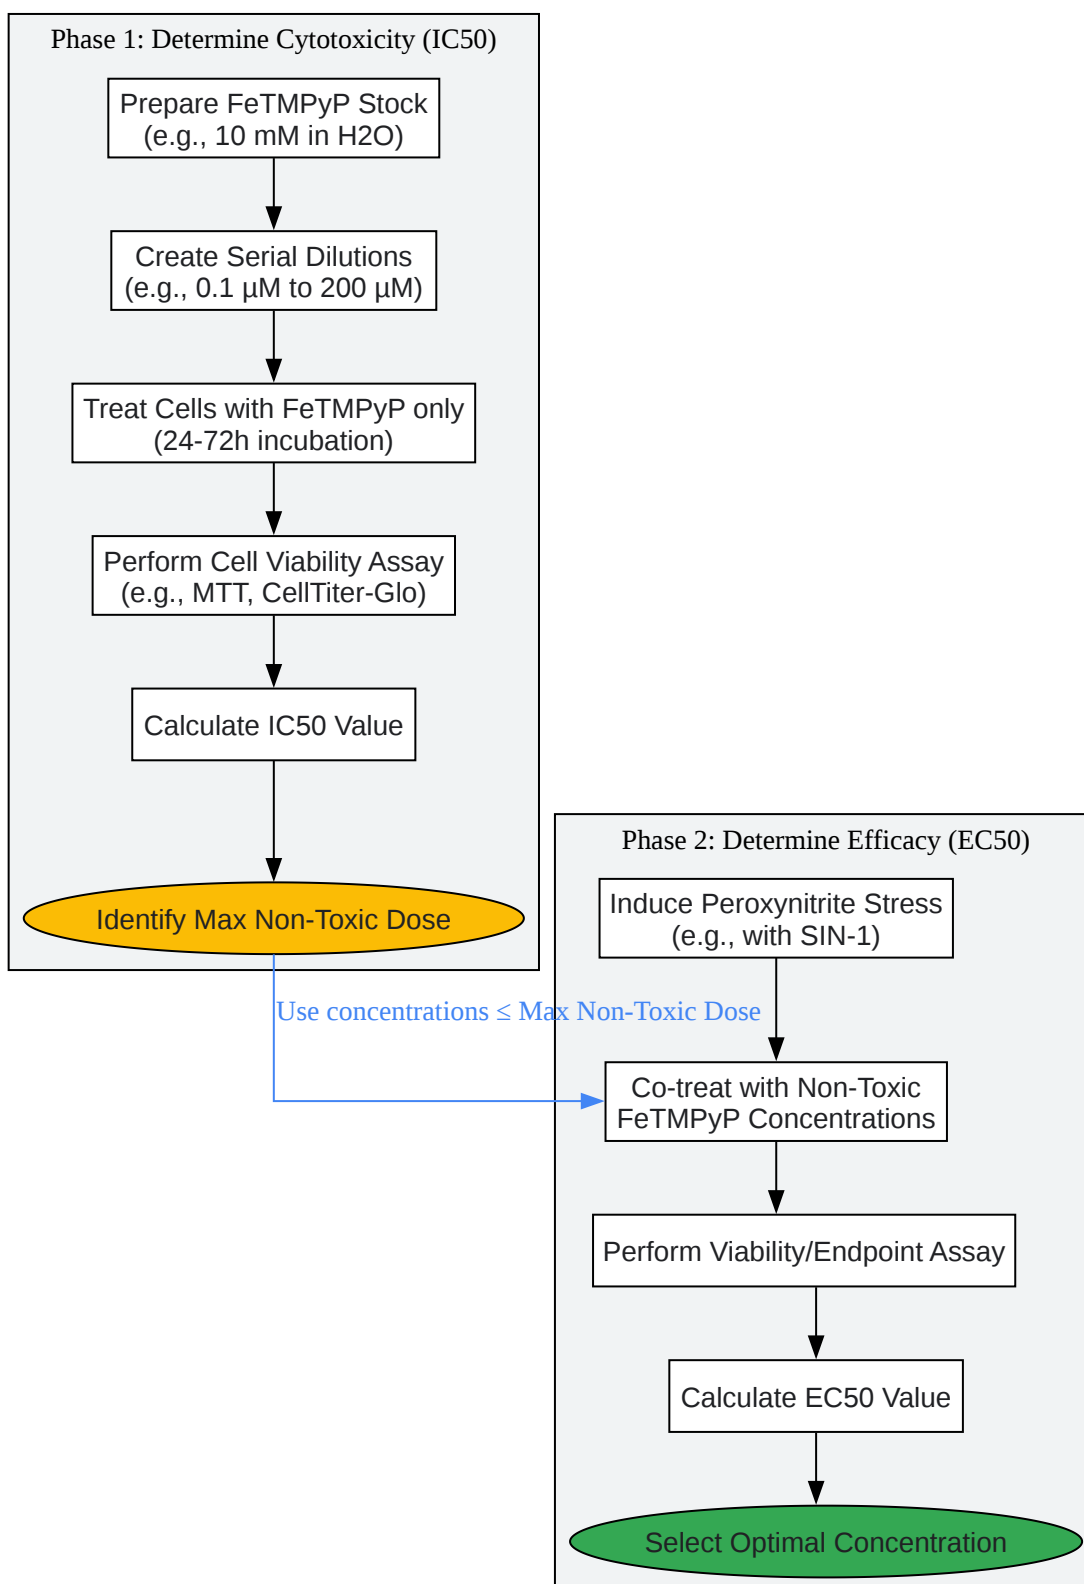 Phase 1: Determine Cytotoxicity (IC50)
Prepare FeTMPyP Stock
(e.g., 10 mM in H2O)
Create Serial Dilutions
(e.g., 0.1 µM to 200 µM)
Treat Cells with FeTMPyP only
(24-72h incubation)
Perform Cell Viability Assay
(e.g., MTT, CellTiter-Glo)
Calculate IC50 Value
Identify Max Non-Toxic Dose
Use concentrations ≤ Max Non-Toxic Dose
Phase 2: Determine Efficacy (EC50)
Induce Peroxynitrite Stress
(e.g., with SIN-1)
Co-treat with Non-Toxic
FeTMPyP Concentrations
Perform Viability/Endpoint Assay
Calculate EC50 Value
Select Optimal Concentration